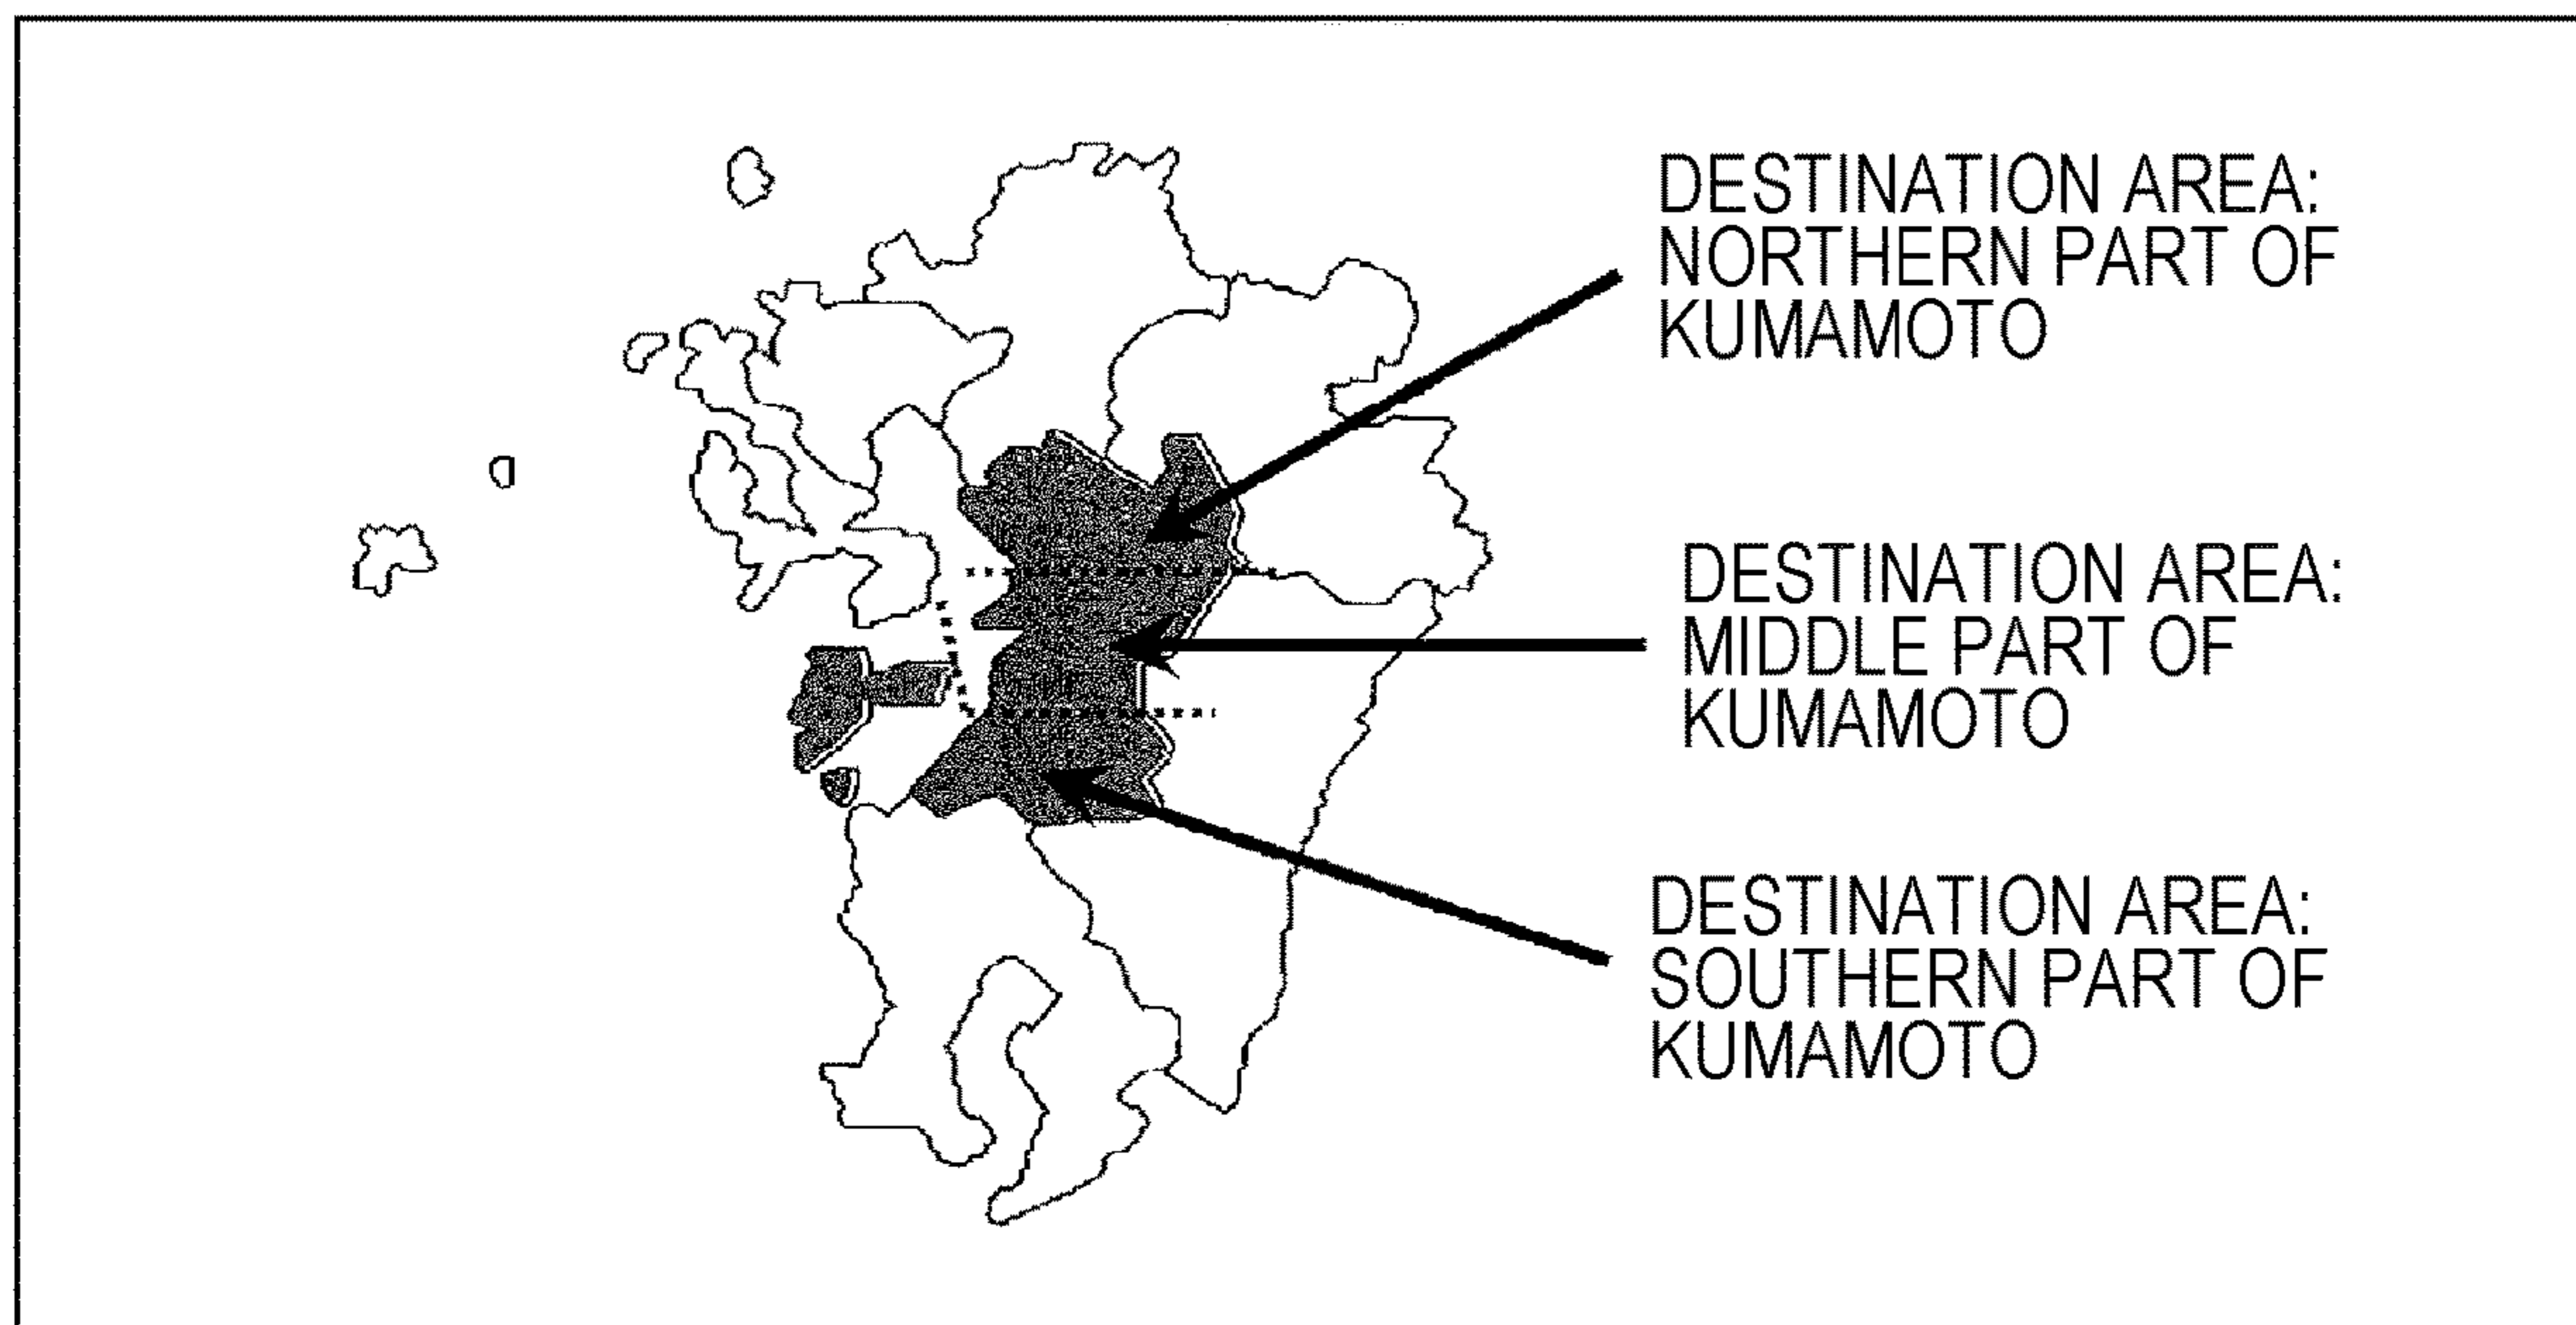 DESTINATION AREA:
NORTHERN PART OF
KUMAMOTO
DESTINATION AREA:
MIDDLE PART OF
KUMAMOTO
DESTINATION AREA:
SOUTHERN PART OF
KUMAMOTO